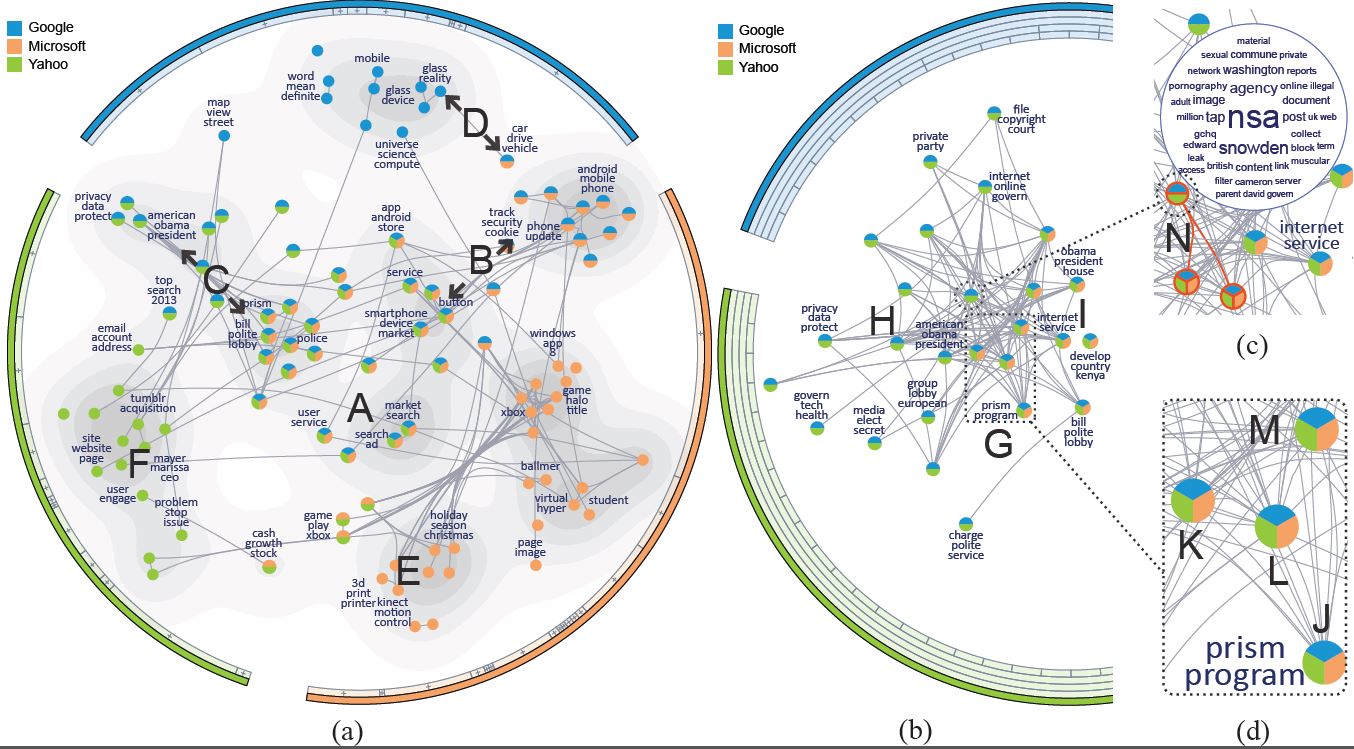 Google
Microsoft
Yahoo
mobile
word
mean
definite
glass
reality
glass
device
D
map
view
street
universe
science
compute
car
drive
vehicle
android
mobile
phone
privacy
data
protect
american
obama
president
app
android
store
track
security
cookie
phone
update
C
B
top
search
2013
prism
service
button
bill
polite
lobby
police
smartphone
device
market
email
account
address
windows
app
8
tumblr
acquisition
A
market
search
game
halo
title
xbox
user
service
search
ad
site
website
page
F
mayer
marissa
ceo
ballmer
user
engage
problem
stop
issue
virtual
hyper
student
game
play
xbox
holiday
season
christmas
cash
growth
stock
page
image
E
3d
print
printer
kinect
motion
control
(a)
Google
Microsoft
Yahoo
file
copyright
court
private
party
internet
online
govern
obama
president
house
privacy
data
protect
H
I
american
obama
president
internet
service
develop
country
kenya
govern
tech
health
media
elect
secret
group
lobby
european
prism
program
bill
polite
lobby
G
charge
polite
service
(b)
material
sexual commune private
network washington reports
pornography agency online illegal
adult image document
million tap nsa post uk web
gchq collect
edward snowden block term
leak muscular
access british content link
filter cameron server
parent david govern
N
internet
service
(c)
M
K
L
J
prism
program
(d)